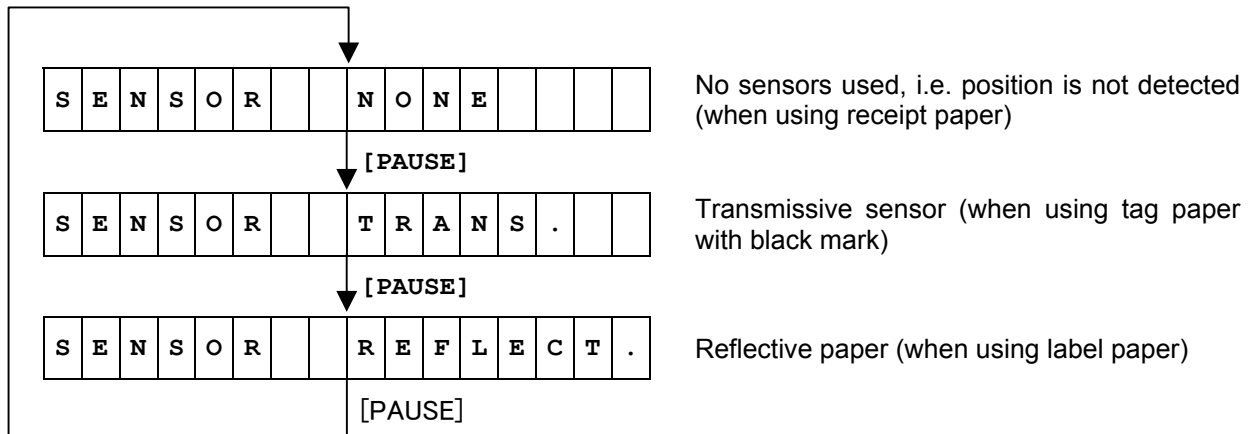 SENSOR NONE
No sensors used, i.e. position is not detected
(when using receipt paper)
[PAUSE]
SENSOR TRANS.
Transmissive sensor (when using tag paper
with black mark)
[PAUSE]
SENSOR REFLECT.
Reflective paper (when using label paper)
[PAUSE]